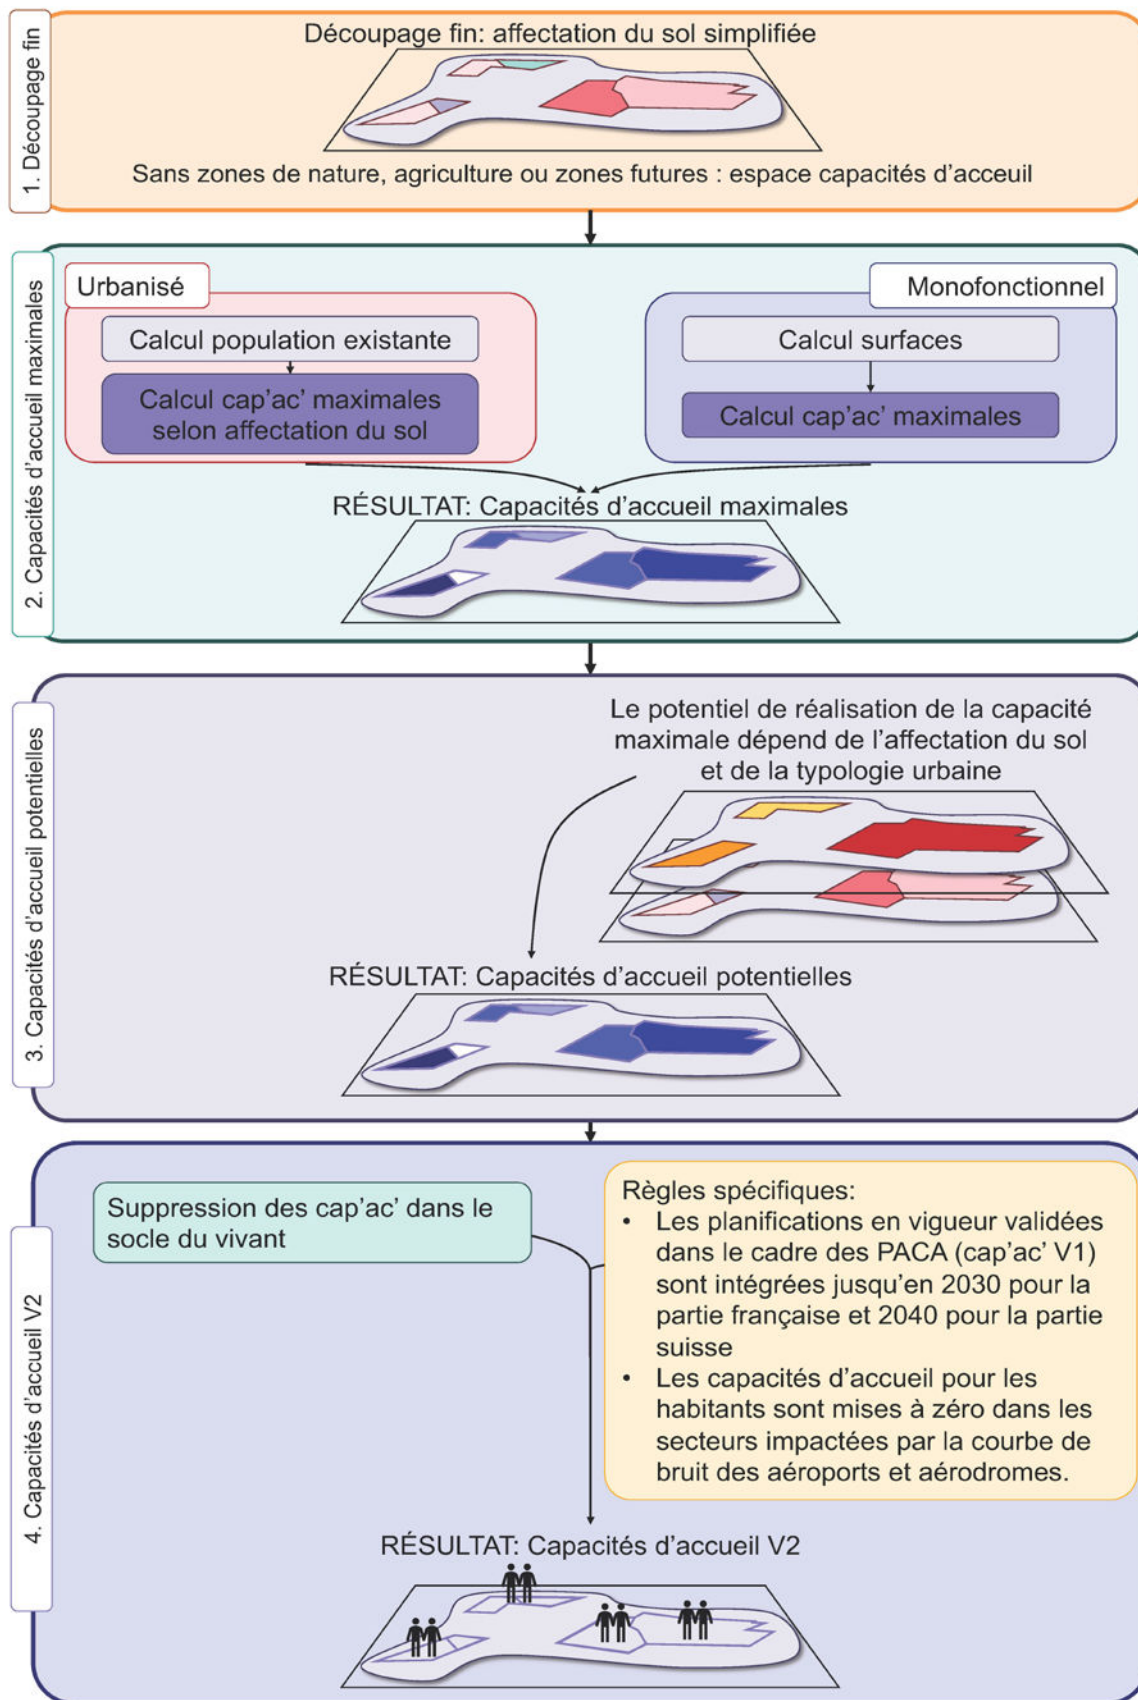 1. Découpage fin
Découpage fin: affectation du sol simplifiée
Sans zones de nature, agriculture ou zones futures : espace capacités d'acceuil
2. Capacités d'accueil maximales
Urbanisé
Calcul population existante
Calcul cap'ac' maximales
selon affectation du sol
Monofonctionnel
Calcul surfaces
Calcul cap'ac' maximales
RÉSULTAT: Capacités d'accueil maximales
3. Capacités d'accueil potentielles
Le potentiel de réalisation de la capacité
maximale dépend de l'affectation du sol
et de la typologie urbaine
RÉSULTAT: Capacités d'accueil potentielles
4. Capacités d'accueil V2
Suppression des cap'ac' dans le
socle du vivant
Règles spécifiques:
• Les planifications en vigueur validées
dans le cadre des PACA (cap'ac' V1)
sont intégrées jusqu'en 2030 pour la
partie française et 2040 pour la partie
suisse
• Les capacités d'accueil pour les
habitants sont mises à zéro dans les
secteurs impactées par la courbe de
bruit des aéroports et aérodromes.
RÉSULTAT: Capacités d'accueil V2